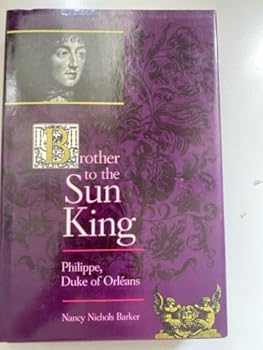 Brother
to the
Sun
King
Philippe,
Duke of Orléans
Nancy Nichols Barker